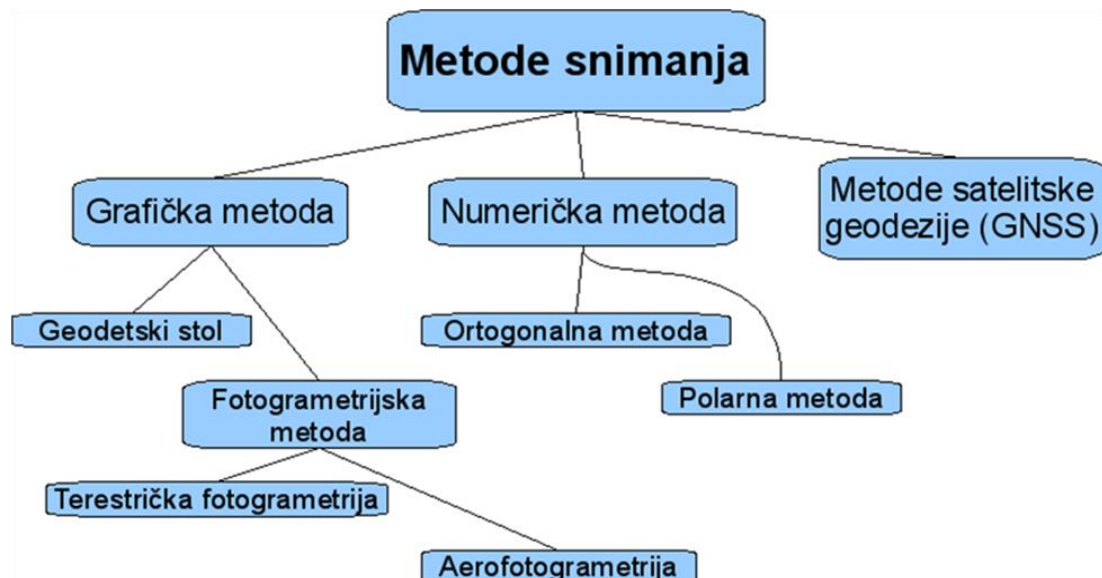 Metode snimanja
Grafička metoda
Numerička metoda
Metode satelitske
geodezije (GNSS)
Geodetski stol
Ortogonalna metoda
Fotogrametrijska
metoda
Polarna metoda
Terestrička fotogrametrija
Aerofotogrametrija